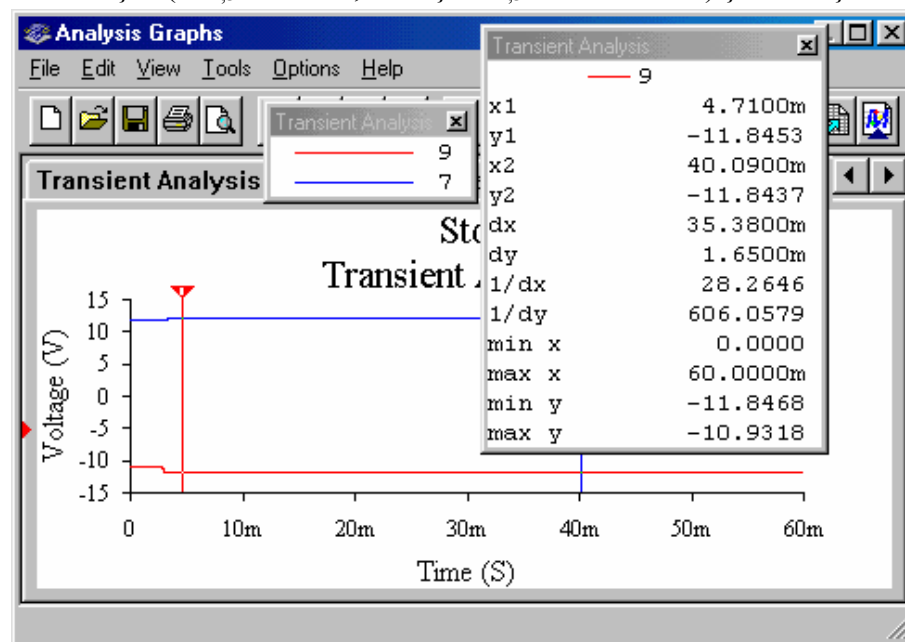 Analysis Graphs
File Edit View Tools Options Help
Transient Analysis
9
7
Transient Analysis
9
x1 4.7100m
y1 -11.8453
x2 40.0900m
y2 -11.8437
dx 35.3800m
dy 1.6500m
1/dx 28.2646
1/dy 606.0579
min x 0.0000
max x 60.0000m
min y -11.8468
max y -10.9318
Transient Analysis
Transient
Voltage (V)
15
10
5
0
-5
-10
-15
0 10m 20m 30m 40m 50m 60m
Time (S)